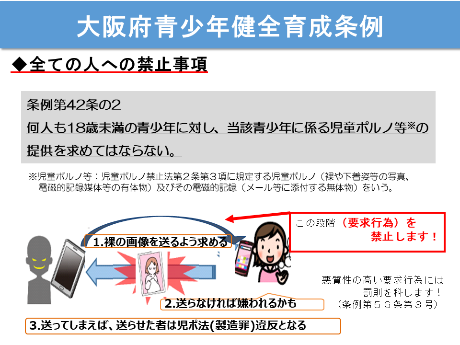 大阪府青少年健全育成条例
◆全ての人への禁止事項
条例第42条の2
何人も18歳未満の青少年に対し、当該青少年に係る児童ポルノ等※の
提供を求めてはならない。
※児童ポルノ等：児童ポルノ禁止法第2条第3項に規定する児童ポルノ（裸や下着姿等の写真、
電磁的記録媒体等の有体物）及びその電磁的記録（メール等に添付する無体物）をいう。
この段階（要求行為）を
禁止します！
1.裸の画像を送るよう求める
悪質性の高い要求行為には
罰則を科します！
（条例第53条第3号）
2.送らなければ嫌われるかも
3.送ってしまえば、送らせた者は児ポ法(製造罪)違反となる